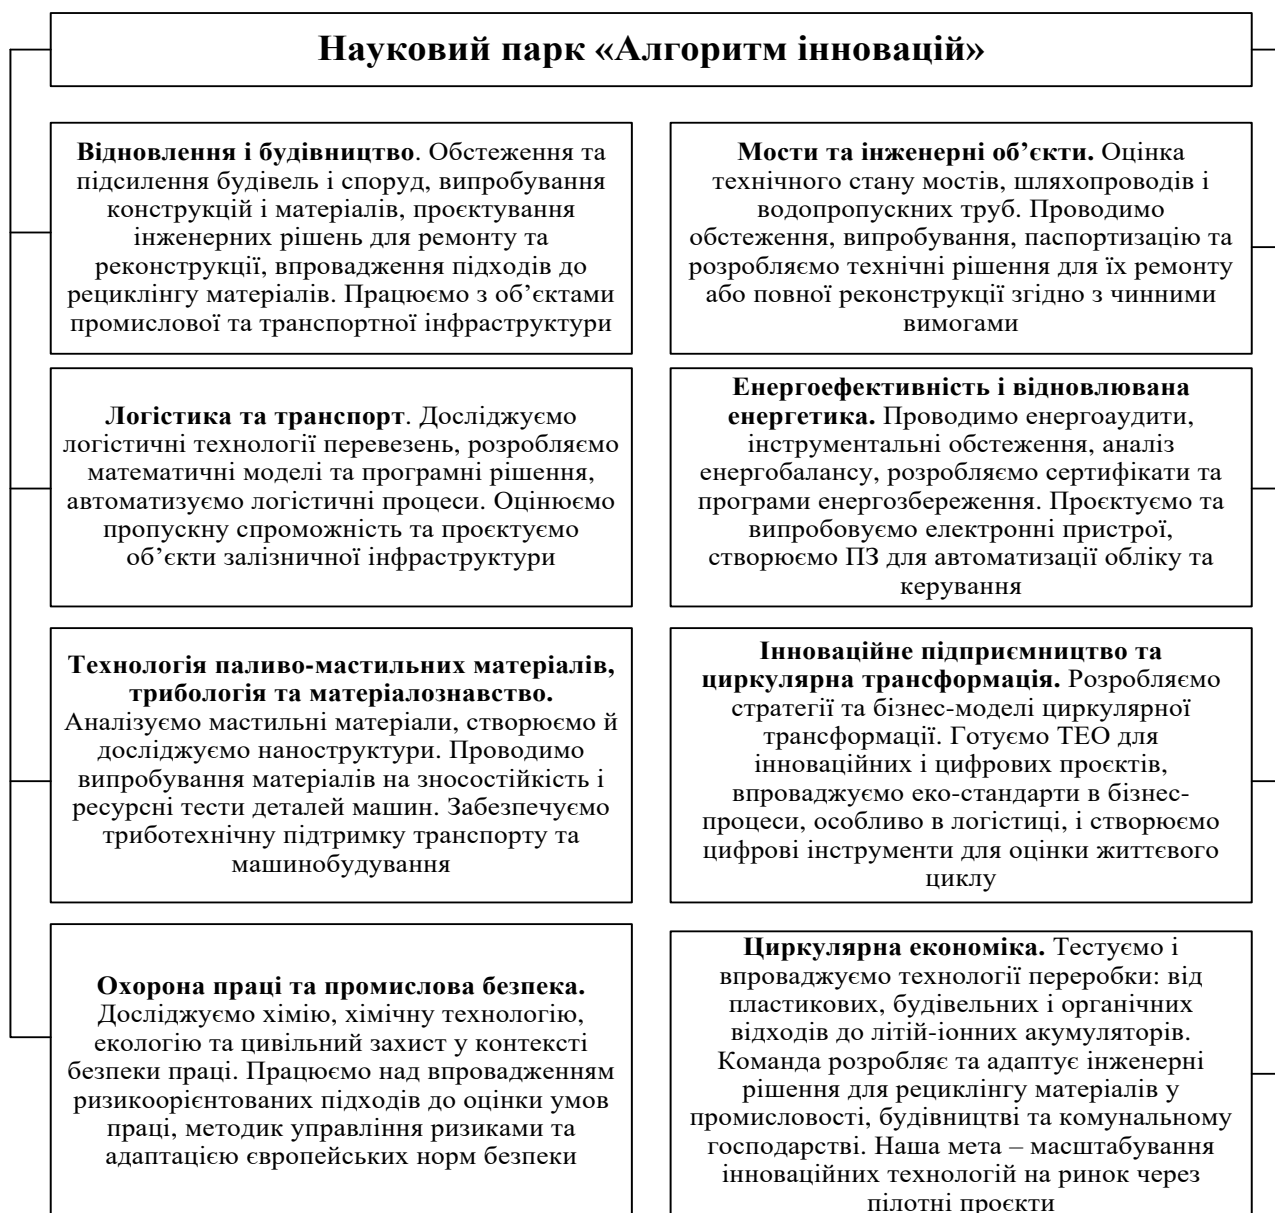 Науковий парк «Алгоритм інновацій»
Відновлення і будівництво. Обстеження та
підсилення будівель і споруд, випробування
конструкцій і матеріалів, проєктування
інженерних рішень для ремонту та
реконструкції, впровадження підходів до
рециклінгу матеріалів. Працюємо з об’єктами
промислової та транспортної інфраструктури
Мости та інженерні об’єкти. Оцінка
технічного стану мостів, шляхопроводів і
водопропускних труб. Проводимо
обстеження, випробування, паспортизацію та
розробляємо технічні рішення для їх ремонту
або повної реконструкції згідно з чинними
вимогами
Логістика та транспорт. Досліджуємо
логістичні технології перевезень, розробляємо
математичні моделі та програмні рішення,
автоматизуємо логістичні процеси. Оцінюємо
пропускну спроможність та проєктуємо
об’єкти залізничної інфраструктури
Енергоефективність і відновлювана
енергетика. Проводимо енергоаудити,
інструментальні обстеження, аналіз
енергобалансу, розробляємо сертифікати та
програми енергозбереження. Проєктуємо та
випробовуємо електронні пристрої,
створюємо ПЗ для автоматизації обліку та
керування
Технологія паливо-мастильних матеріалів,
трибологія та матеріалознавство.
Аналізуємо мастильні матеріали, створюємо й
досліджуємо наноструктури. Проводимо
випробування матеріалів на зносостійкість і
ресурсні тести деталей машин. Забезпечуємо
триботехнічну підтримку транспорту та
машинобудування
Інноваційне підприємництво та
циркулярна трансформація. Розробляємо
стратегії та бізнес-моделі циркулярної
трансформації. Готуємо ТЕО для
інноваційних і цифрових проєктів,
впроваджуємо еко-стандарти в бізнес-
процеси, особливо в логістиці, і створюємо
цифрові інструменти для оцінки життєвого
циклу
Охорона праці та промислова безпека.
Досліджуємо хімію, хімічну технологію,
екологію та цивільний захист у контексті
безпеки праці. Працюємо над впровадженням
ризикоорієнтованих підходів до оцінки умов
праці, методик управління ризиками та
адаптацією європейських норм безпеки
Циркулярна економіка. Тестуємо і
впроваджуємо технології переробки: від
пластикових, будівельних і органічних
відходів до літій-іонних акумуляторів.
Команда розробляє та адаптує інженерні
рішення для рециклінгу матеріалів у
промисловості, будівництві та комунальному
господарстві. Наша мета – масштабування
інноваційних технологій на ринок через
пілотні проєкти